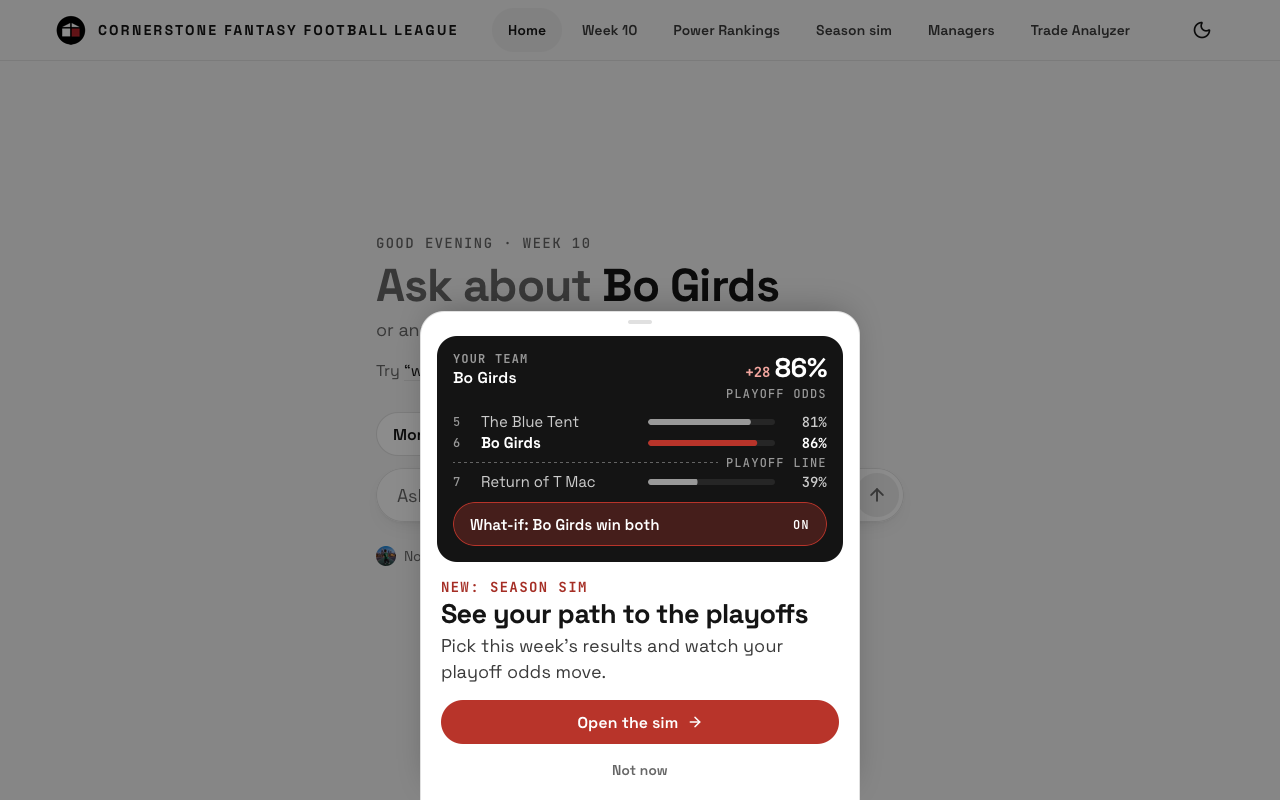 CORNERSTONE FANTASY FOOTBALL LEAGUE
Home
Week 10
Power Rankings
Season sim
Managers
Trade Analyzer
GOOD EVENING · WEEK 10
Ask about Bo Girds
or an
Try “w
Mor
Asl
No
YOUR TEAM
Bo Girds
+28 86%
PLAYOFF ODDS
5 The Blue Tent 81%
6 Bo Girds 86%
PLAYOFF LINE
7 Return of T Mac 39%
What-if: Bo Girds win both ON
NEW: SEASON SIM
See your path to the playoffs
Pick this week’s results and watch your
playoff odds move.
Open the sim →
Not now